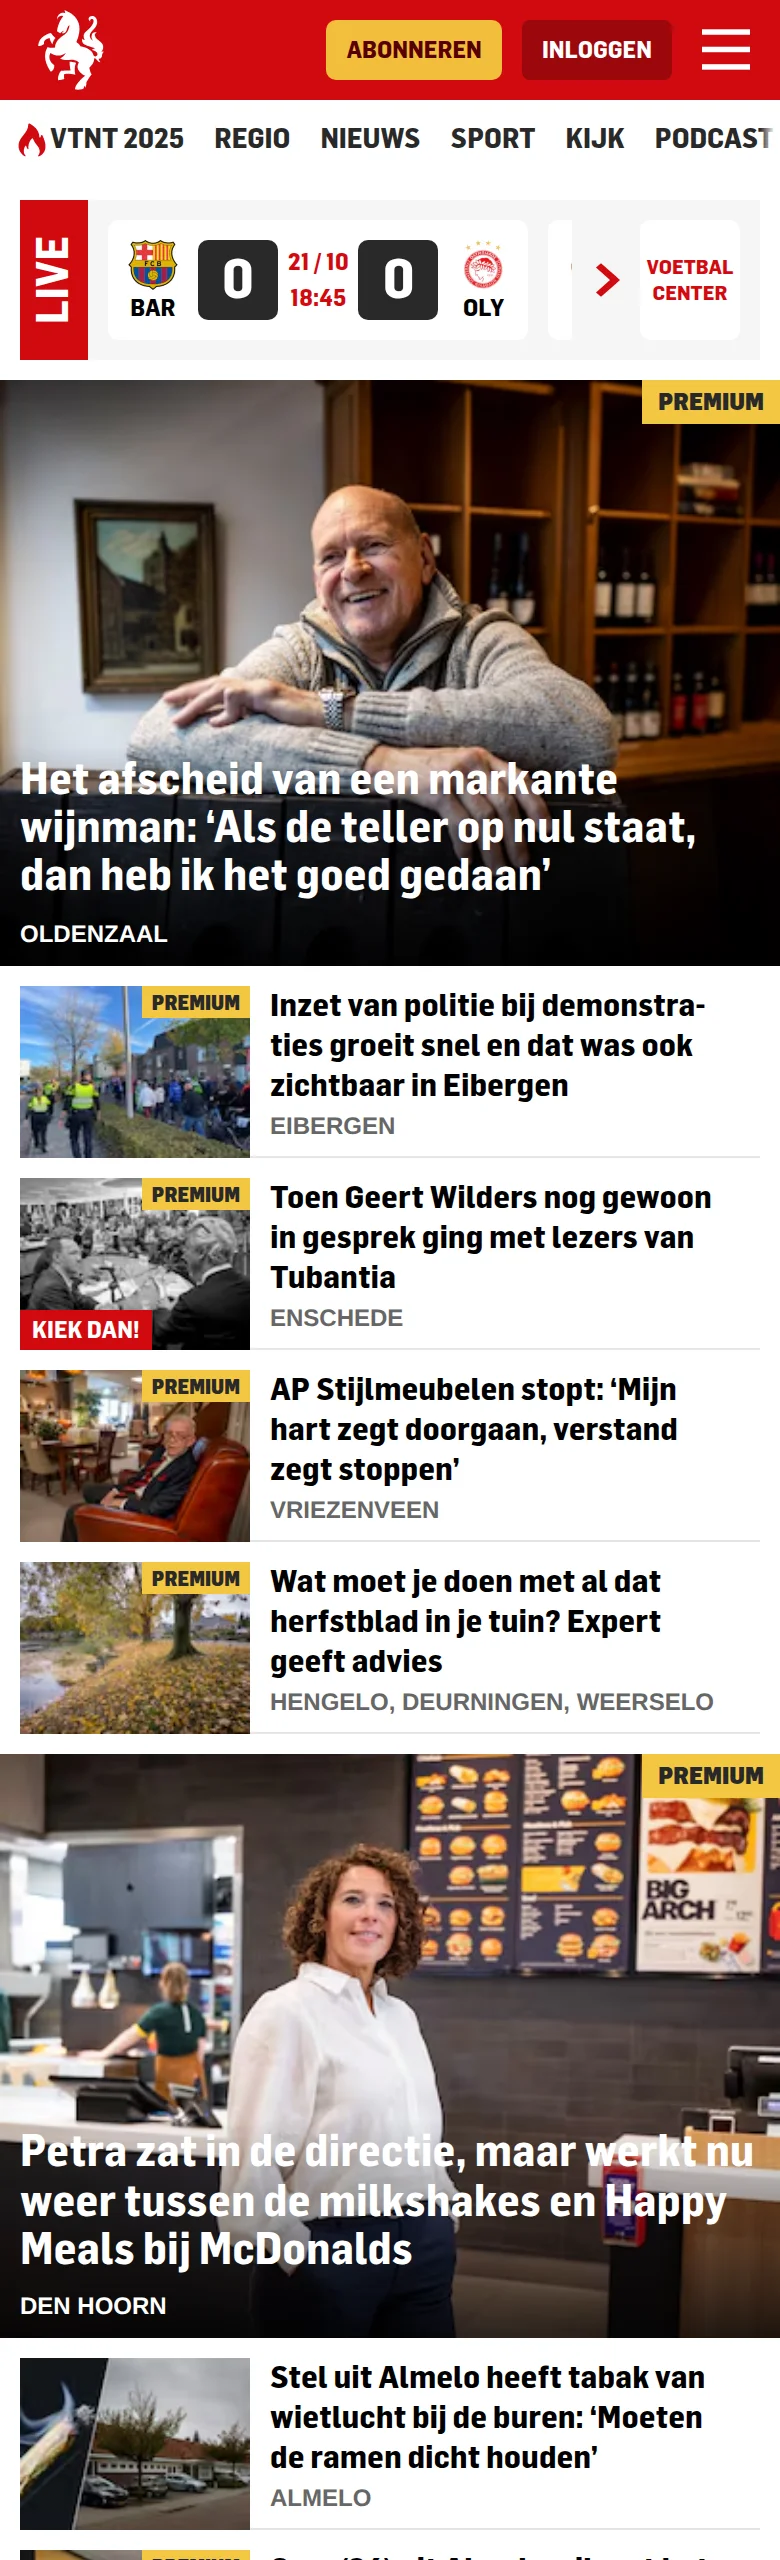 ABONNEREN
INLOGGEN
VTNT 2025 REGIO NIEUWS SPORT KIJK PODCAST
LIVE
BAR
0
21 / 10
18:45
0
OLY
VOETBAL
CENTER
PREMIUM
Het afscheid van een markante
wijnman: ‘Als de teller op nul staat,
dan heb ik het goed gedaan’
OLDENZAAL
PREMIUM
Inzet van politie bij demonstra-
ties groeit snel en dat was ook
zichtbaar in Eibergen
EIBERGEN
PREMIUM
KIEK DAN!
Toen Geert Wilders nog gewoon
in gesprek ging met lezers van
Tubantia
ENSCHEDE
PREMIUM
AP Stijlmeubelen stopt: ‘Mijn
hart zegt doorgaan, verstand
zegt stoppen’
VRIEZENVEEN
PREMIUM
Wat moet je doen met al dat
herfstblad in je tuin? Expert
geeft advies
HENGELO, DEURNINGEN, WEERSELO
PREMIUM
BIG
ARCH
Petra zat in de directie, maar werkt nu
weer tussen de milkshakes en Happy
Meals bij McDonalds
DEN HOORN
Stel uit Almelo heeft tabak van
wietlucht bij de buren: ‘Moeten
de ramen dicht houden’
ALMELO